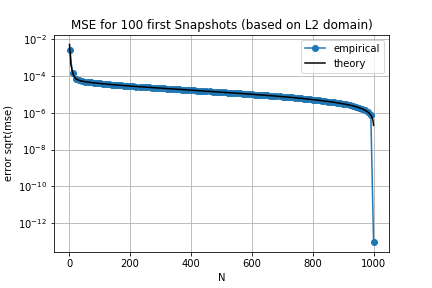 MSE for 100 first Snapshots (based on L2 domain)
empirical
theory
error sqrt(mse)
10⁻²
10⁻⁴
10⁻⁶
10⁻⁸
10⁻¹⁰
10⁻¹²
0 200 400 600 800 1000
N